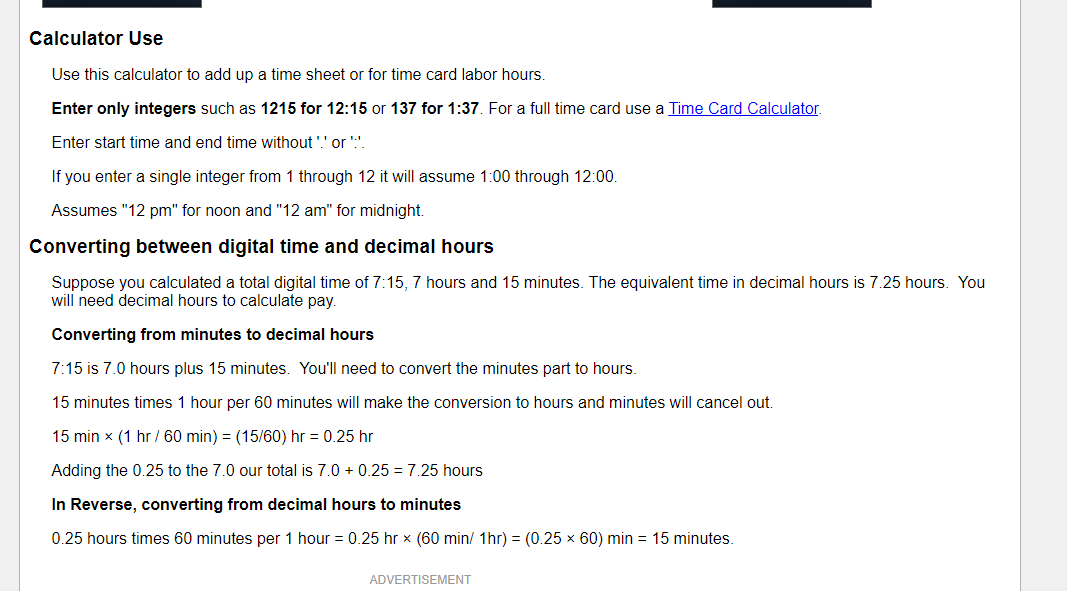 Calculator Use
Use this calculator to add up a time sheet or for time card labor hours.
Enter only integers such as 1215 for 12:15 or 137 for 1:37. For a full time card use a Time Card Calculator.
Enter start time and end time without '.' or ':'.
If you enter a single integer from 1 through 12 it will assume 1:00 through 12:00.
Assumes "12 pm" for noon and "12 am" for midnight.
Converting between digital time and decimal hours
Suppose you calculated a total digital time of 7:15, 7 hours and 15 minutes. The equivalent time in decimal hours is 7.25 hours.  You
will need decimal hours to calculate pay.
Converting from minutes to decimal hours
7:15 is 7.0 hours plus 15 minutes.  You'll need to convert the minutes part to hours.
15 minutes times 1 hour per 60 minutes will make the conversion to hours and minutes will cancel out.
15 min × (1 hr / 60 min) = (15/60) hr = 0.25 hr
Adding the 0.25 to the 7.0 our total is 7.0 + 0.25 = 7.25 hours
In Reverse, converting from decimal hours to minutes
0.25 hours times 60 minutes per 1 hour = 0.25 hr × (60 min/ 1hr) = (0.25 × 60) min = 15 minutes.
ADVERTISEMENT